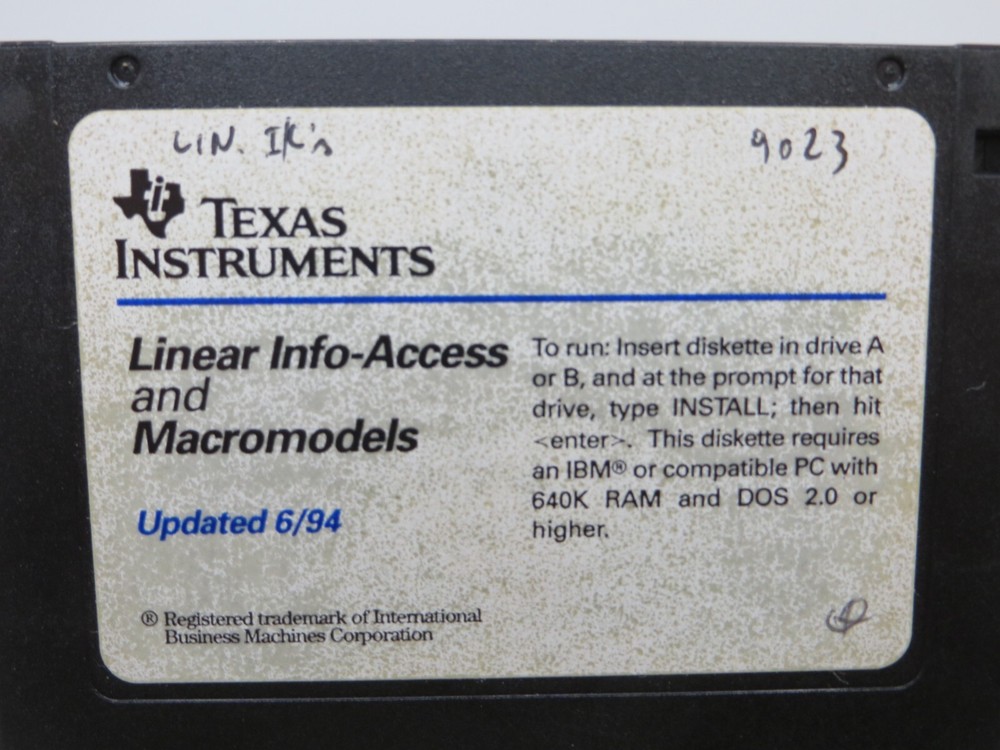 LIN. IK's 9023
TEXAS
INSTRUMENTS
Linear Info-Access
and
Macromodels
Updated 6/94
To run: Insert diskette in drive A
or B, and at the prompt for that
drive, type INSTALL; then hit
<enter>. This diskette requires
an IBM® or compatible PC with
640K RAM and DOS 2.0 or
higher.
® Registered trademark of International
Business Machines Corporation